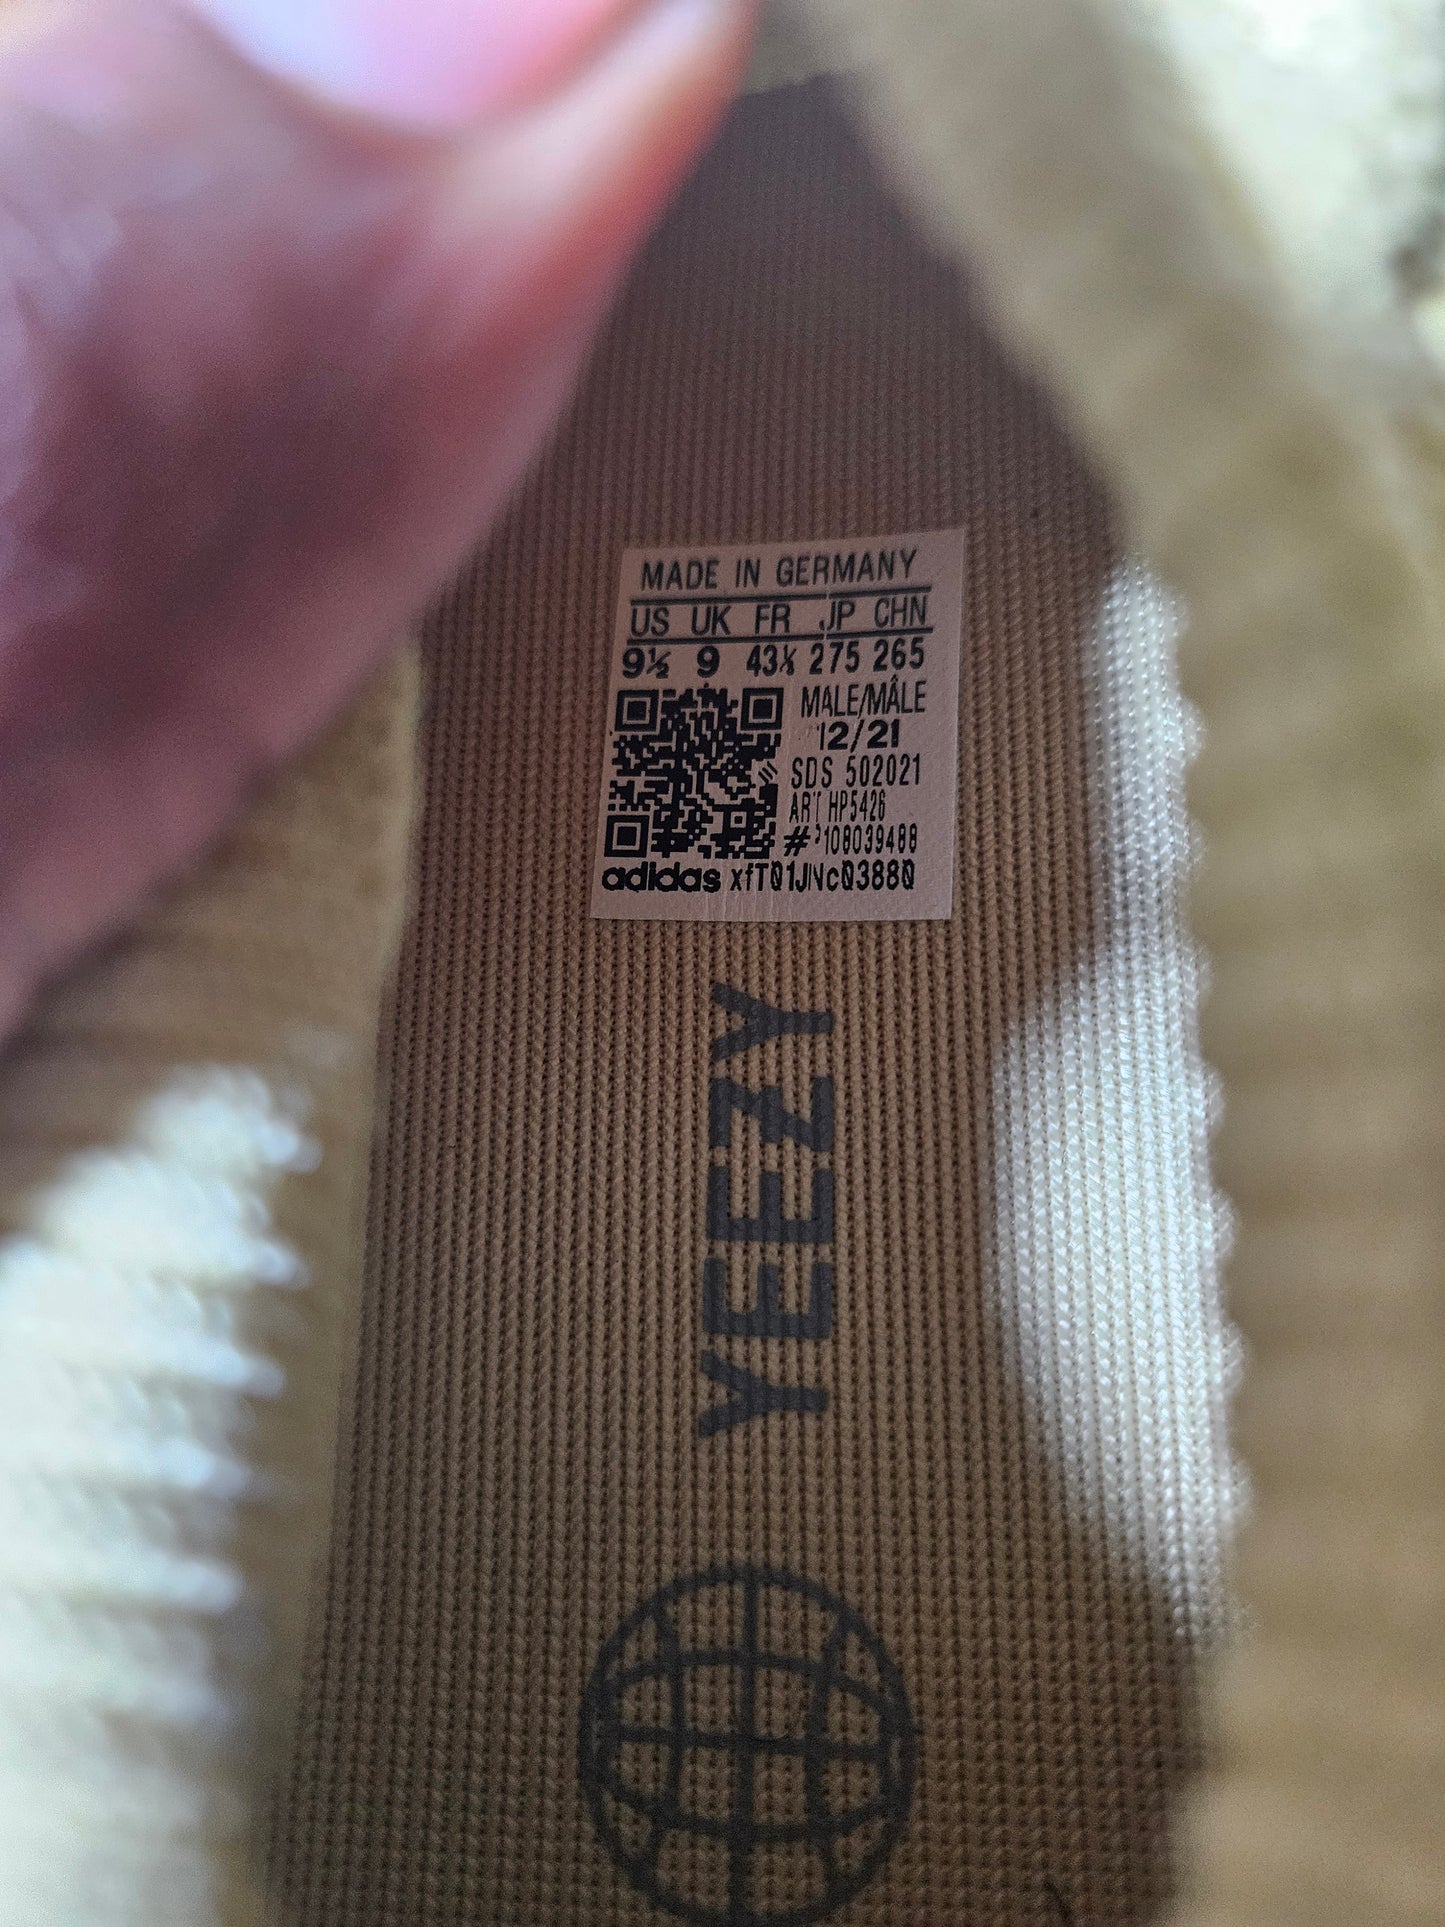 MADE IN GERMANY
US UK FR JP CHN
9½ 9 43⅓ 275 265
MALE/MÂLE
12/21
SDS 502021
ART HP5426
adidas
YEEZY